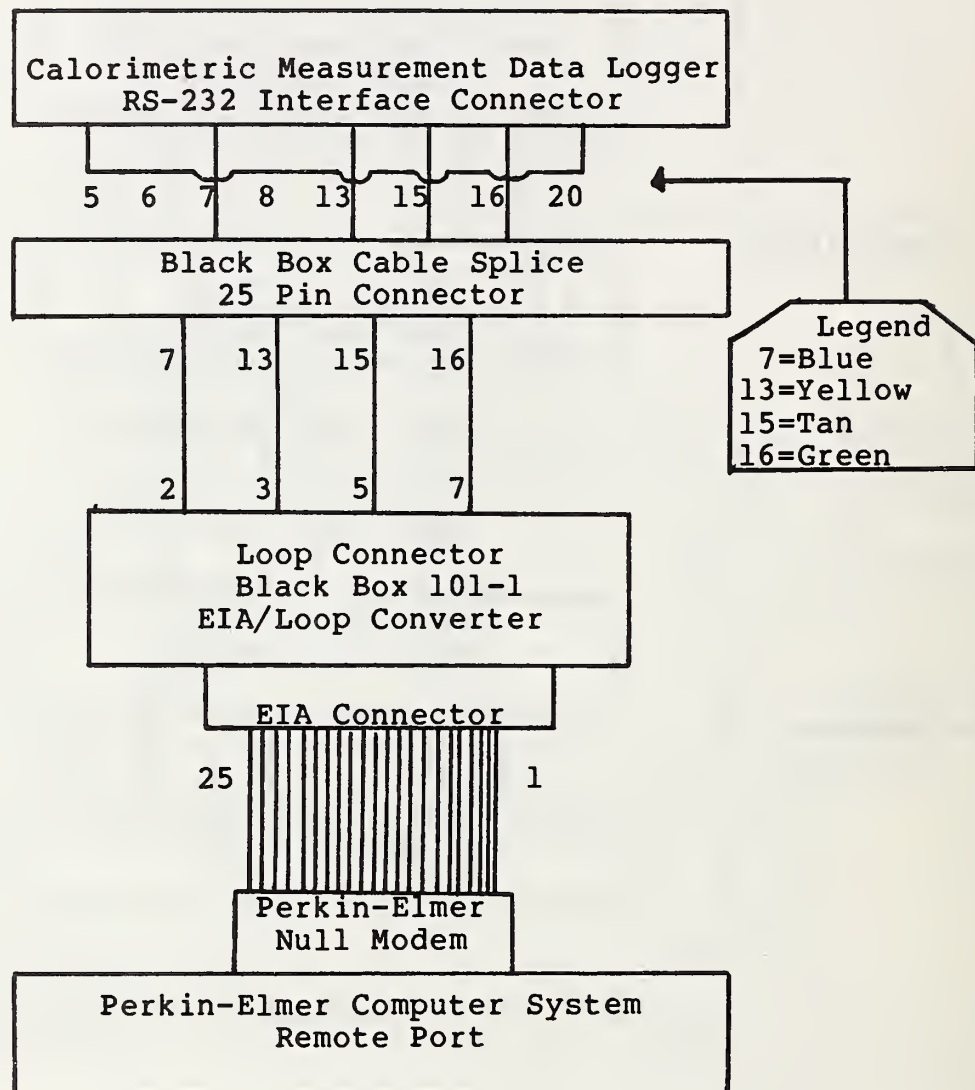 Calorimetric Measurement Data Logger
RS-232 Interface Connector
5 6 7 8 13 15 16 20
Black Box Cable Splice
25 Pin Connector
Legend
7=Blue
13=Yellow
15=Tan
16=Green
7 13 15 16
2 3 5 7
Loop Connector
Black Box 101-1
EIA/Loop Converter
EIA Connector
25 1
Perkin-Elmer
Null Modem
Perkin-Elmer Computer System
Remote Port